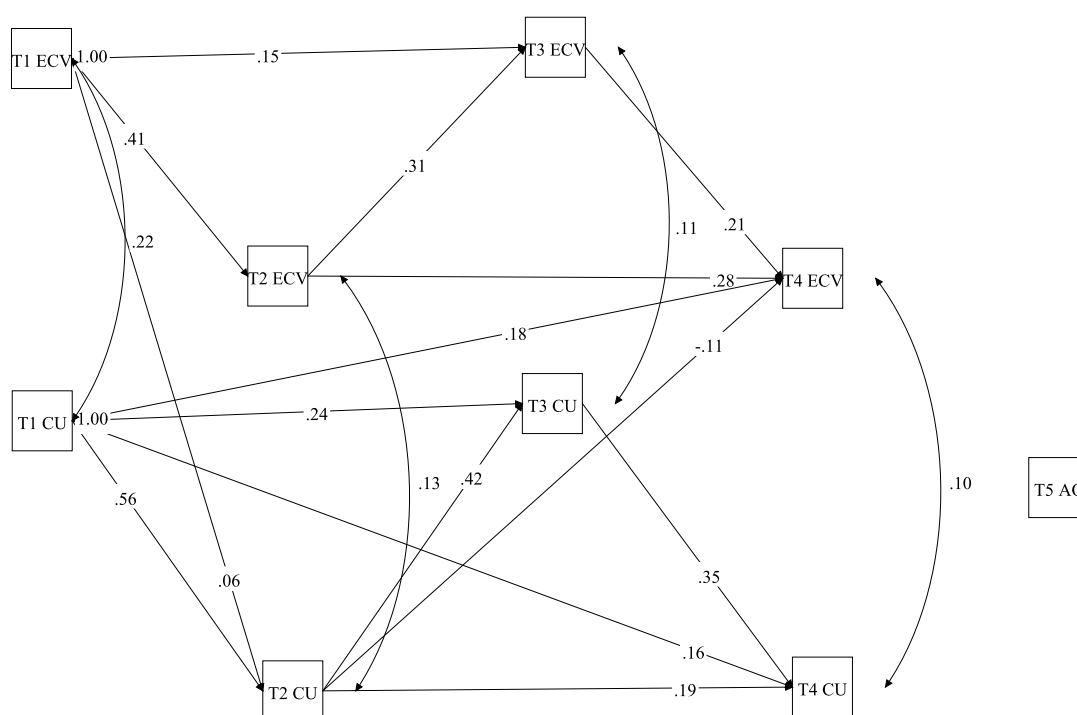 T1 ECV
1.00
.15
T3 ECV
.41
.31
.22
.11
.21
T2 ECV
.28
T4 ECV
.18
-.11
T1 CU
1.00
.24
T3 CU
.56
.13
.42
.10
T5 AC
.06
.35
.16
T2 CU
.19
T4 CU